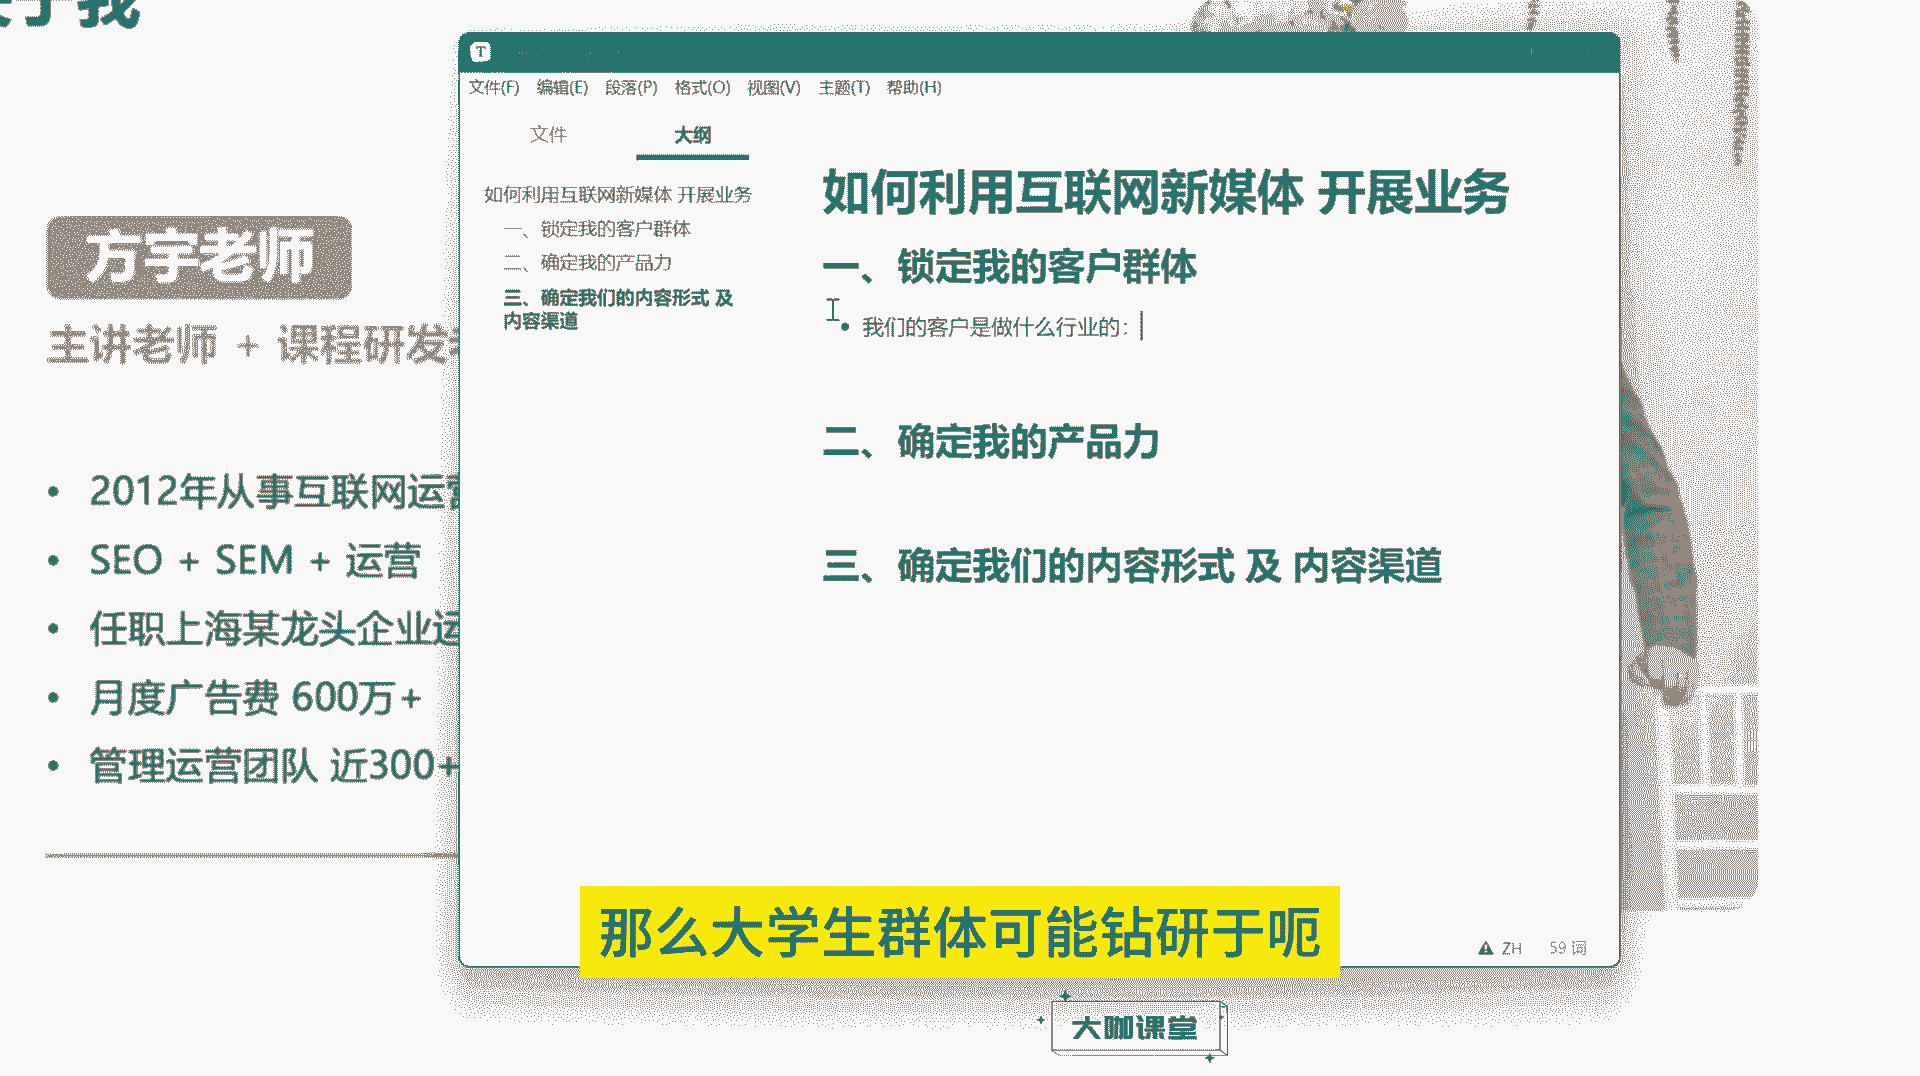 方宇老师
主讲老师 + 课程研发
2012年从事互联网运营
SEO + SEM + 运营
任职上海某龙头企业运
月度广告费 600万+
管理运营团队 近300+
T
文件(F) 编辑(E) 段落(P) 格式(O) 视图(V) 主题(T) 帮助(H)
文件 大纲
如何利用互联网新媒体 开展业务
一、锁定我的客户群体
二、确定我的产品力
三、确定我们的内容形式 及
内容渠道
如何利用互联网新媒体 开展业务
一、锁定我的客户群体
我们的客户是做什么行业的：
二、确定我的产品力
三、确定我们的内容形式 及 内容渠道
ZH 59 词
那么大学生群体可能钻研于呃
大咖课堂